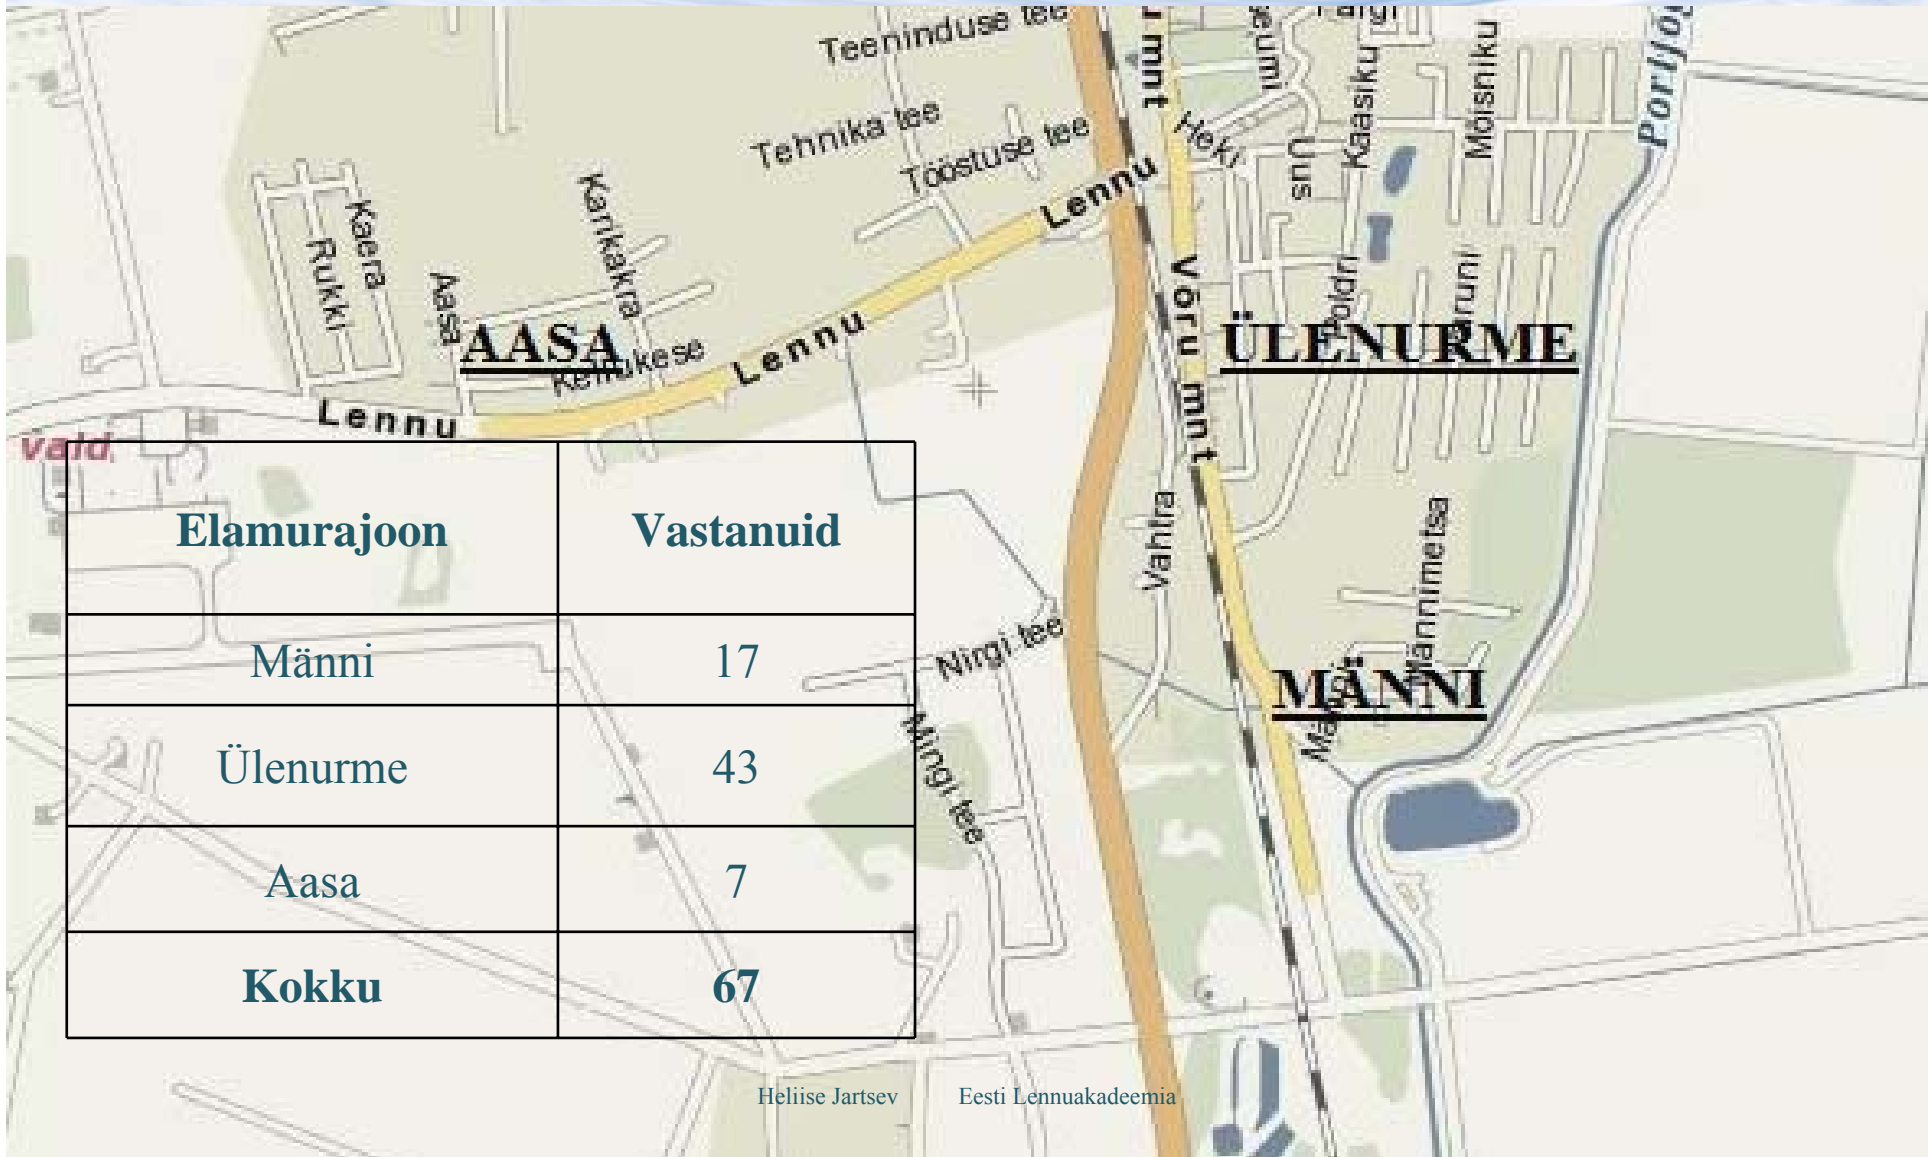 Teeninduse tee
Tehnika tee
Tööstuse tee
Lennu
Heki
Uus
Kaasiku
Mõisniku
Kaera
Rukki
Aasa
Karikakra
AASA
Lennu
Lennu
Võru mnt
ÜLENURME
vald.
Elamurajoon Vastanuid
Männi 17
Ülenurme 43
Aasa 7
Kokku 67
Vahtra
Männimetsa
MÄNNI
Nirgi tee
Mingi tee
Heliise Jartsev Eesti Lennuakadeemia